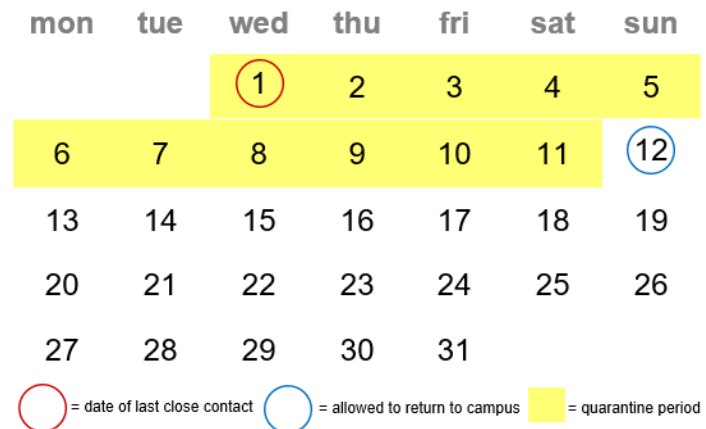 mon tue wed thu fri sat sun
1 2 3 4 5
6 7 8 9 10 11 12
13 14 15 16 17 18 19
20 21 22 23 24 25 26
27 28 29 30 31
= date of last close contact = allowed to return to campus = quarantine period